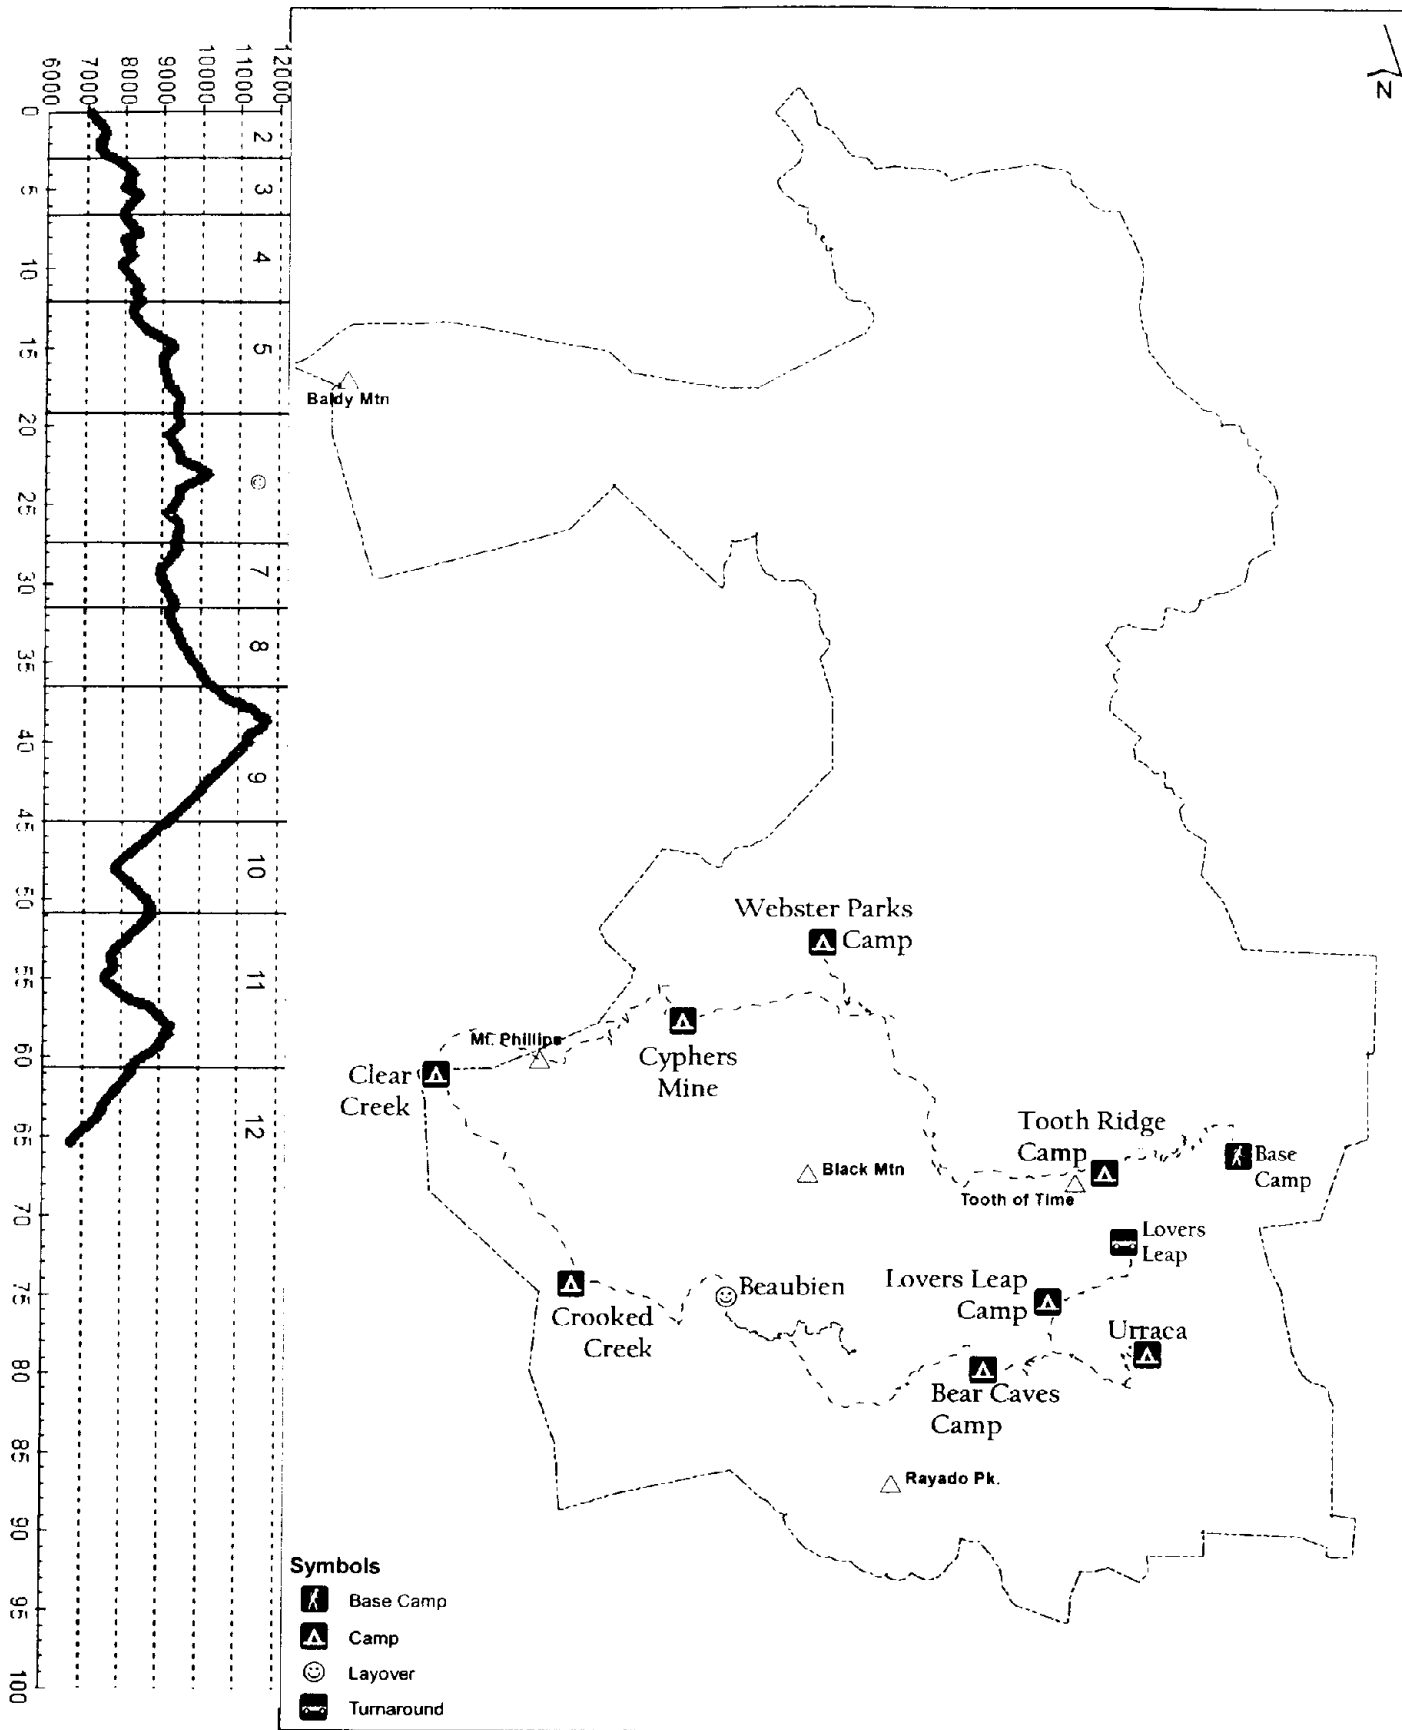 12000
11000
10000
9000
8000
7000
6000
0
5
10
15
20
25
30
35
40
45
50
55
60
65
70
75
80
85
90
95
100
2
3
4
5
7
8
9
10
11
12
N
Baldy Mtn
Webster Parks
Camp
Mt. Phillips
Cyphers
Mine
Clear
Creek
Tooth Ridge
Camp
Base
Camp
Black Mtn
Tooth of Time
Lovers
Leap
Beaubien
Lovers Leap
Camp
Crooked
Creek
Urraca
Bear Caves
Camp
Rayado Pk.
Symbols
Base Camp
Camp
Layover
Turnaround